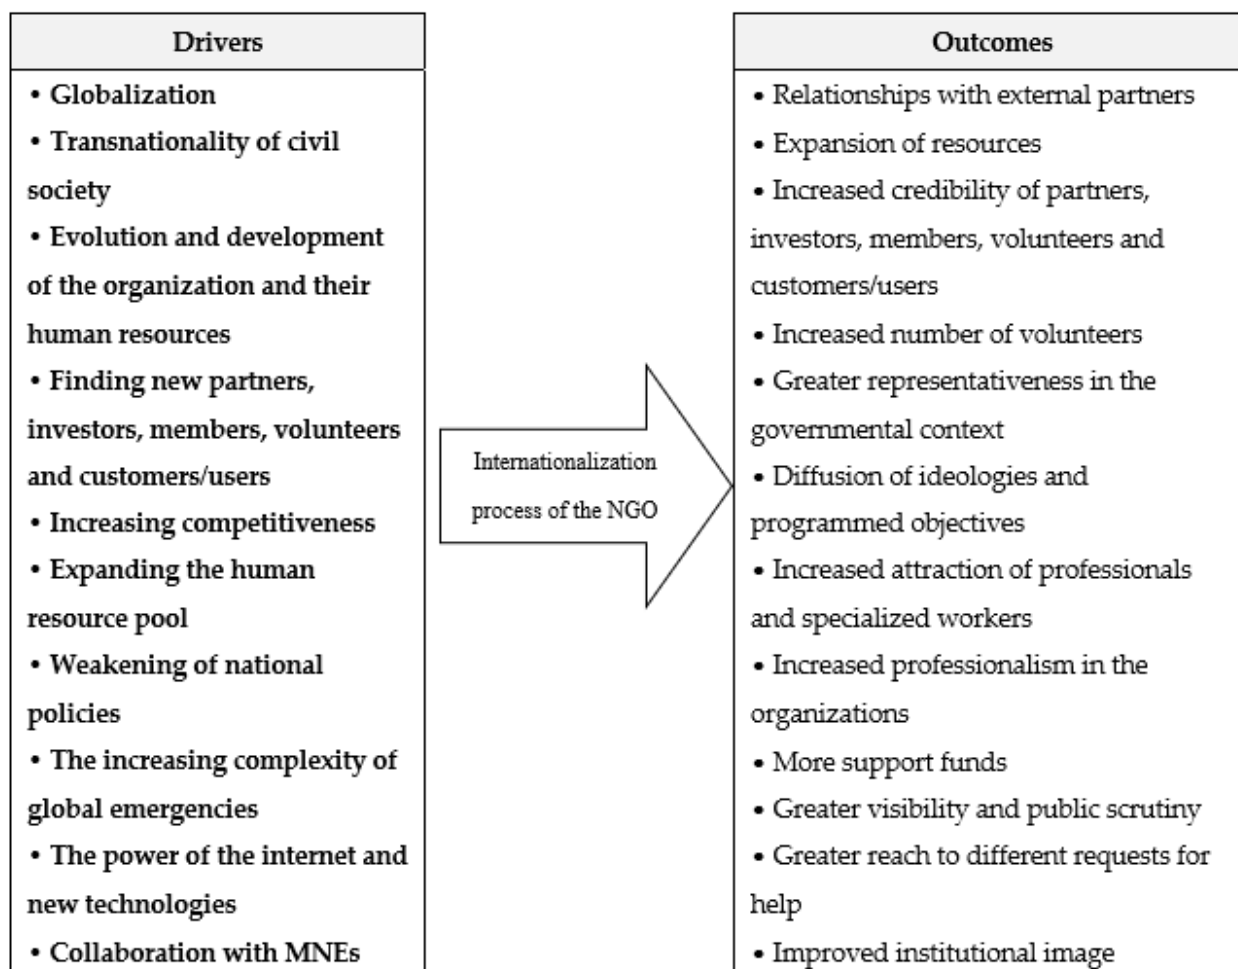 Drivers
• Globalization
• Transnationality of civil
society
• Evolution and development
of the organization and their
human resources
• Finding new partners,
investors, members, volunteers
and customers/users
• Increasing competitiveness
• Expanding the human
resource pool
• Weakening of national
policies
• The increasing complexity of
global emergencies
• The power of the internet and
new technologies
• Collaboration with MNEs
Internationalization
process of the NGO
Outcomes
• Relationships with external partners
• Expansion of resources
• Increased credibility of partners,
investors, members, volunteers and
customers/users
• Increased number of volunteers
• Greater representativeness in the
governmental context
• Diffusion of ideologies and
programmed objectives
• Increased attraction of professionals
and specialized workers
• Increased professionalism in the
organizations
• More support funds
• Greater visibility and public scrutiny
• Greater reach to different requests for
help
• Improved institutional image